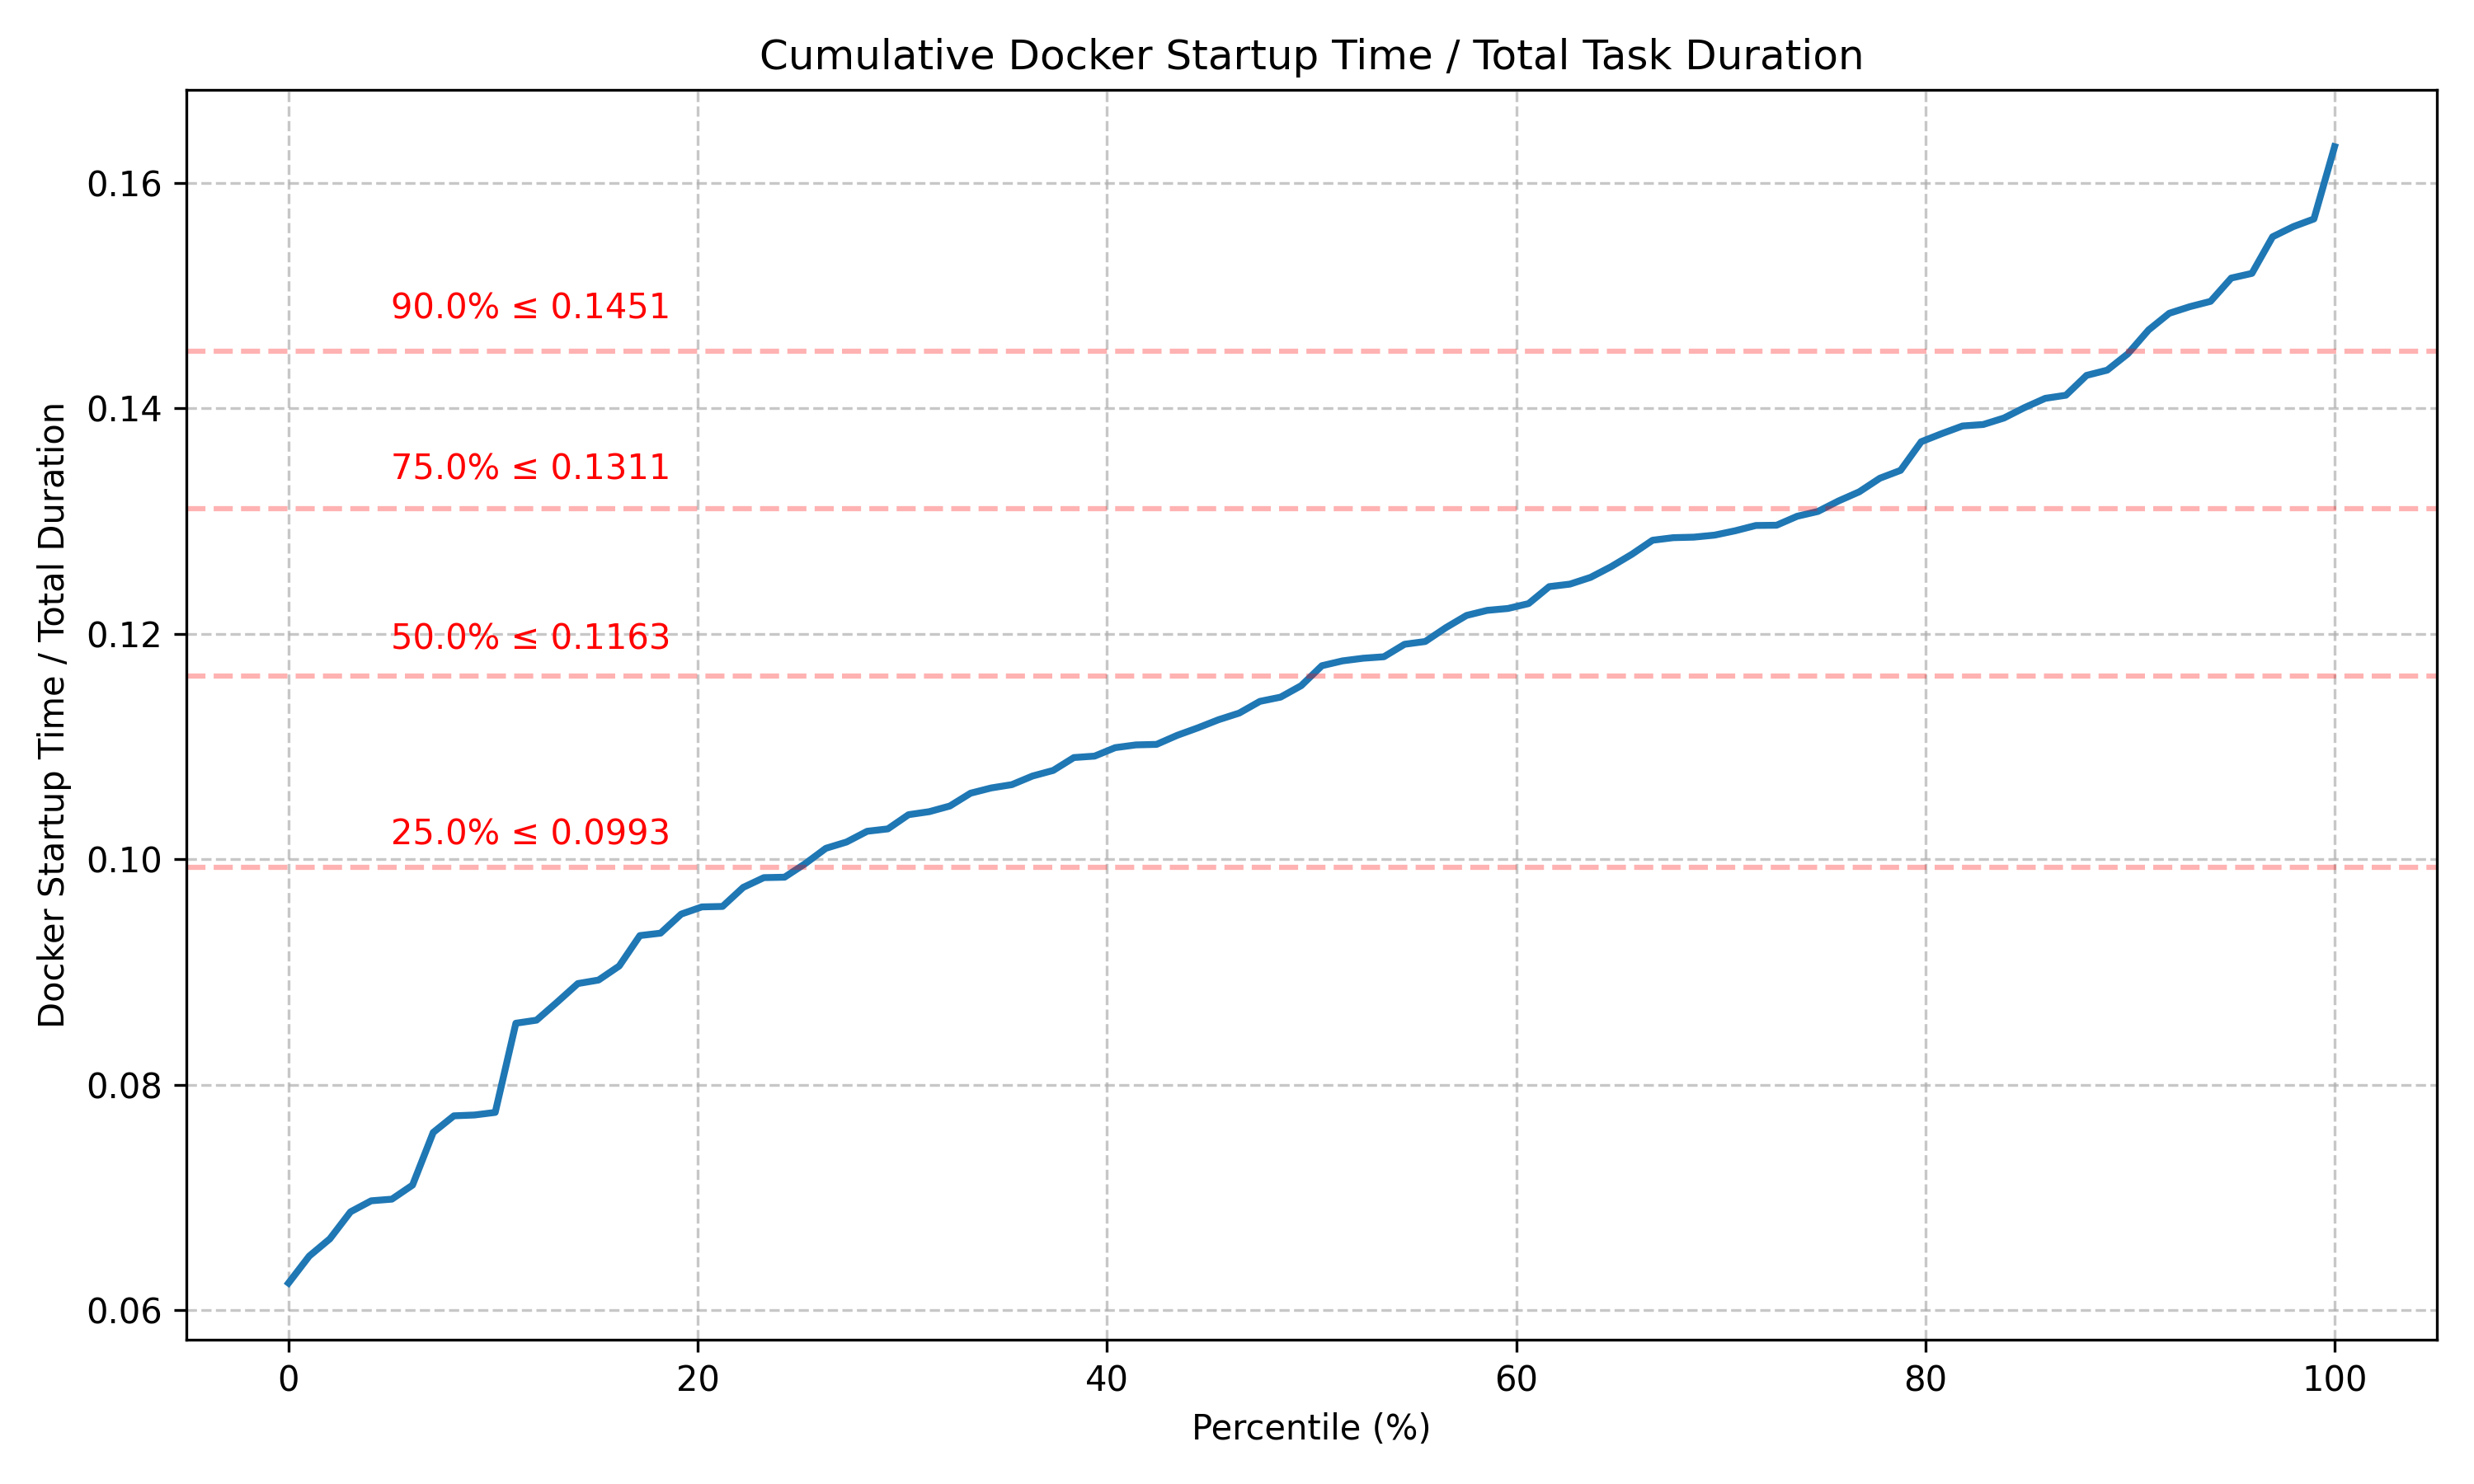 Cumulative Docker Startup Time / Total Task Duration
Docker Startup Time / Total Duration
0.16
0.14
0.12
0.10
0.08
0.06
90.0% ≤ 0.1451
75.0% ≤ 0.1311
50.0% ≤ 0.1163
25.0% ≤ 0.0993
0 20 40 60 80 100
Percentile (%)